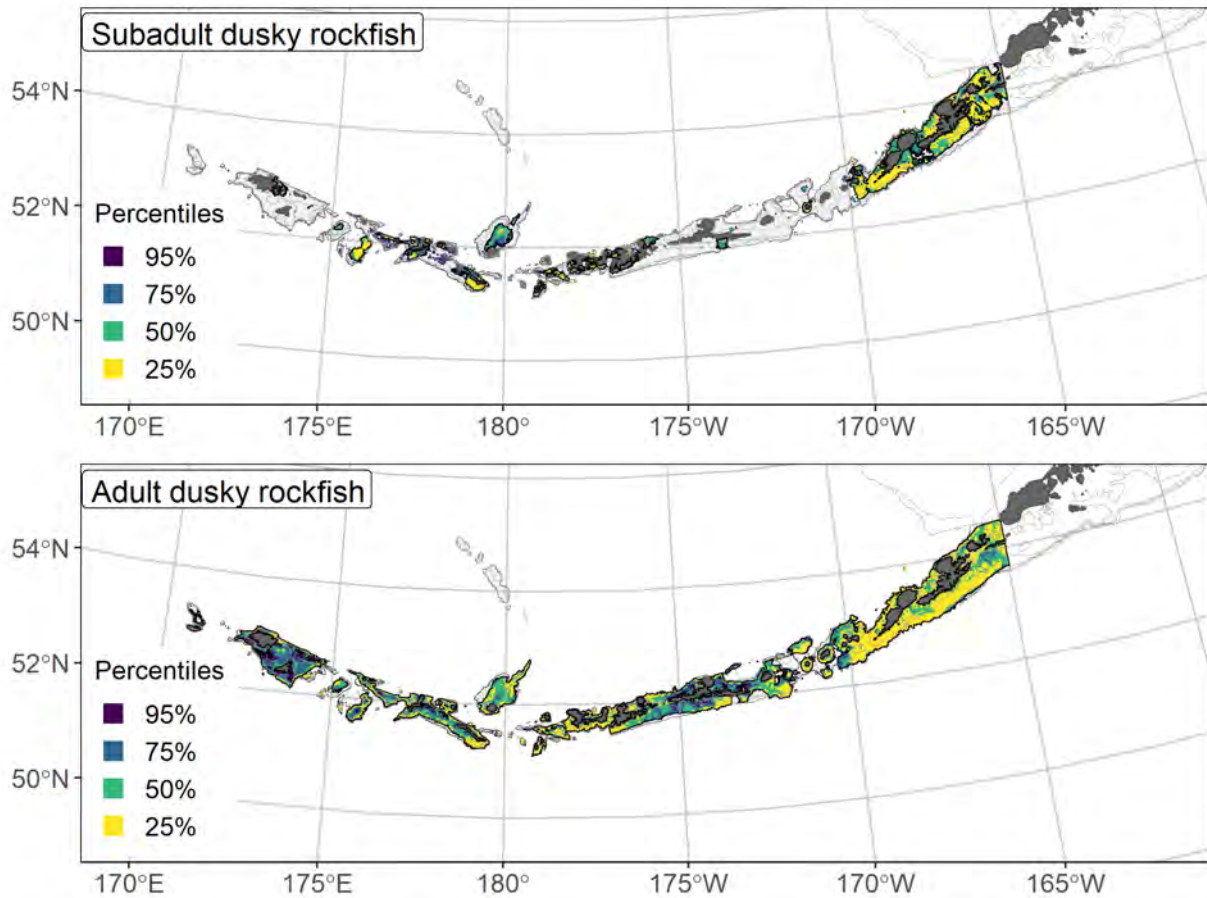 Subadult dusky rockfish
54°N
52°N
50°N
Percentiles
95%
75%
50%
25%
170°E
175°E
180°
175°W
170°W
165°W
Adult dusky rockfish
54°N
52°N
50°N
Percentiles
95%
75%
50%
25%
170°E
175°E
180°
175°W
170°W
165°W